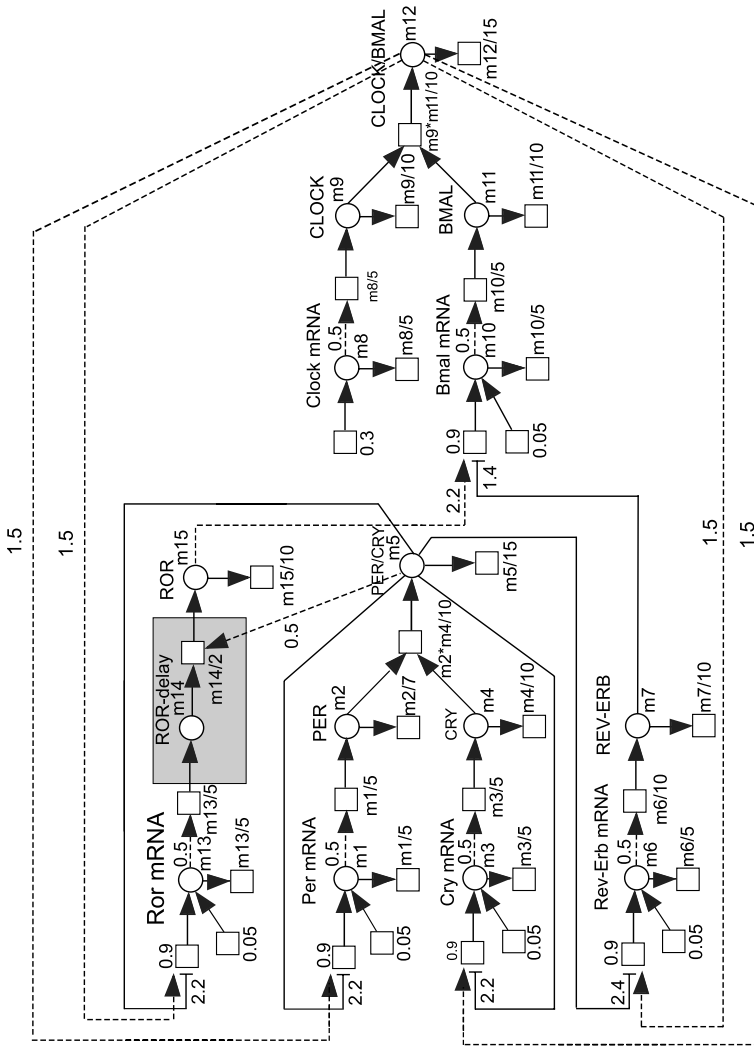 1.5
1.5
Ror mRNA
0.9
2.2
0.05
0.5
m13
m13/5
m13/5
ROR-delay
m14
m14/2
ROR
m15
m15/10
0.5
2.2
Per mRNA
0.9
2.2
0.05
0.5
m1
m1/5
m1/5
PER
m2
m2/7
m2*m4/10
PER/CRY
m5
m5/15
Cry mRNA
0.9
2.2
0.05
0.5
m3
m3/5
m3/5
CRY
m4
m4/10
Rev-Erb mRNA
0.9
2.4
0.05
0.5
m6
m6/5
m6/10
REV-ERB
m7
m7/10
Clock mRNA
0.3
0.5
m8
m8/5
m8/5
CLOCK
m9
m9/10
Bmal mRNA
0.9
1.4
0.05
0.5
m10
m10/5
m10/5
BMAL
m11
m11/10
m9*m11/10
CLOCK/BMAL
m12
m12/15
1.5
1.5